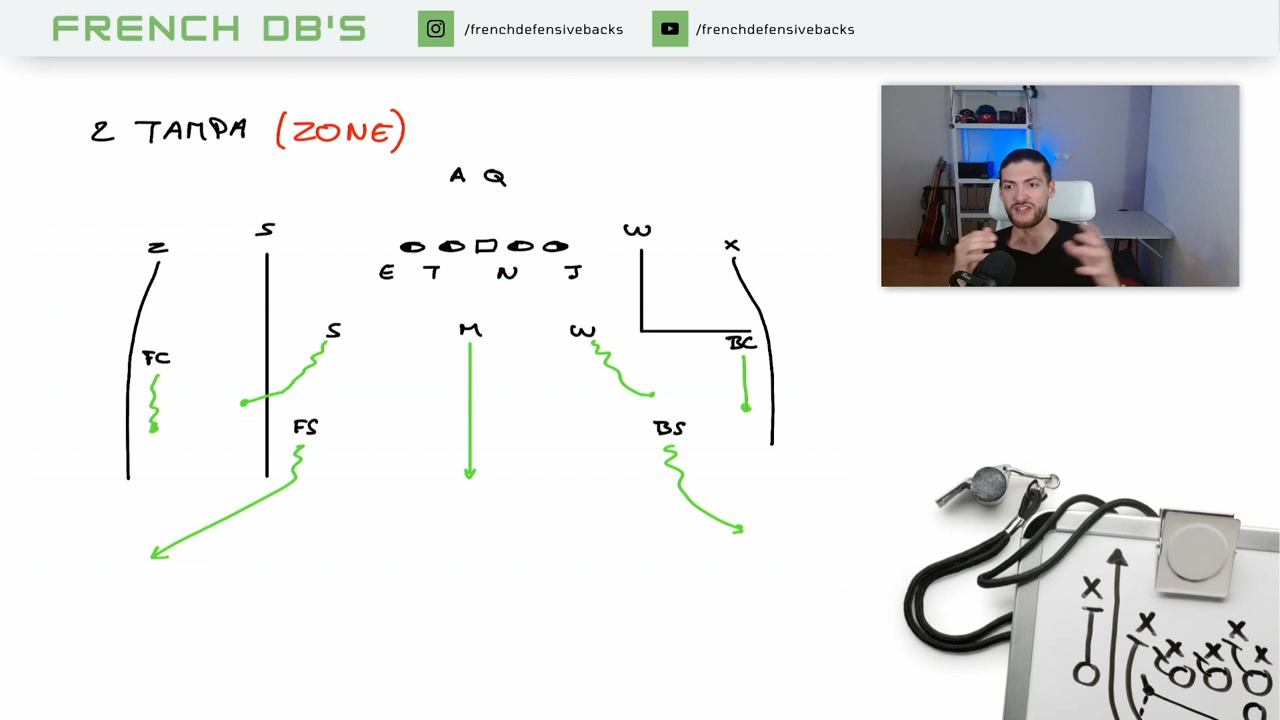 FRENCH DB'S /frenchdefensivebacks /frenchdefensivebacks
2 TAMPA (ZONE)
A Q
Z S W X
E T N J
S M W BC
FC
FS BS
X
X X X X X